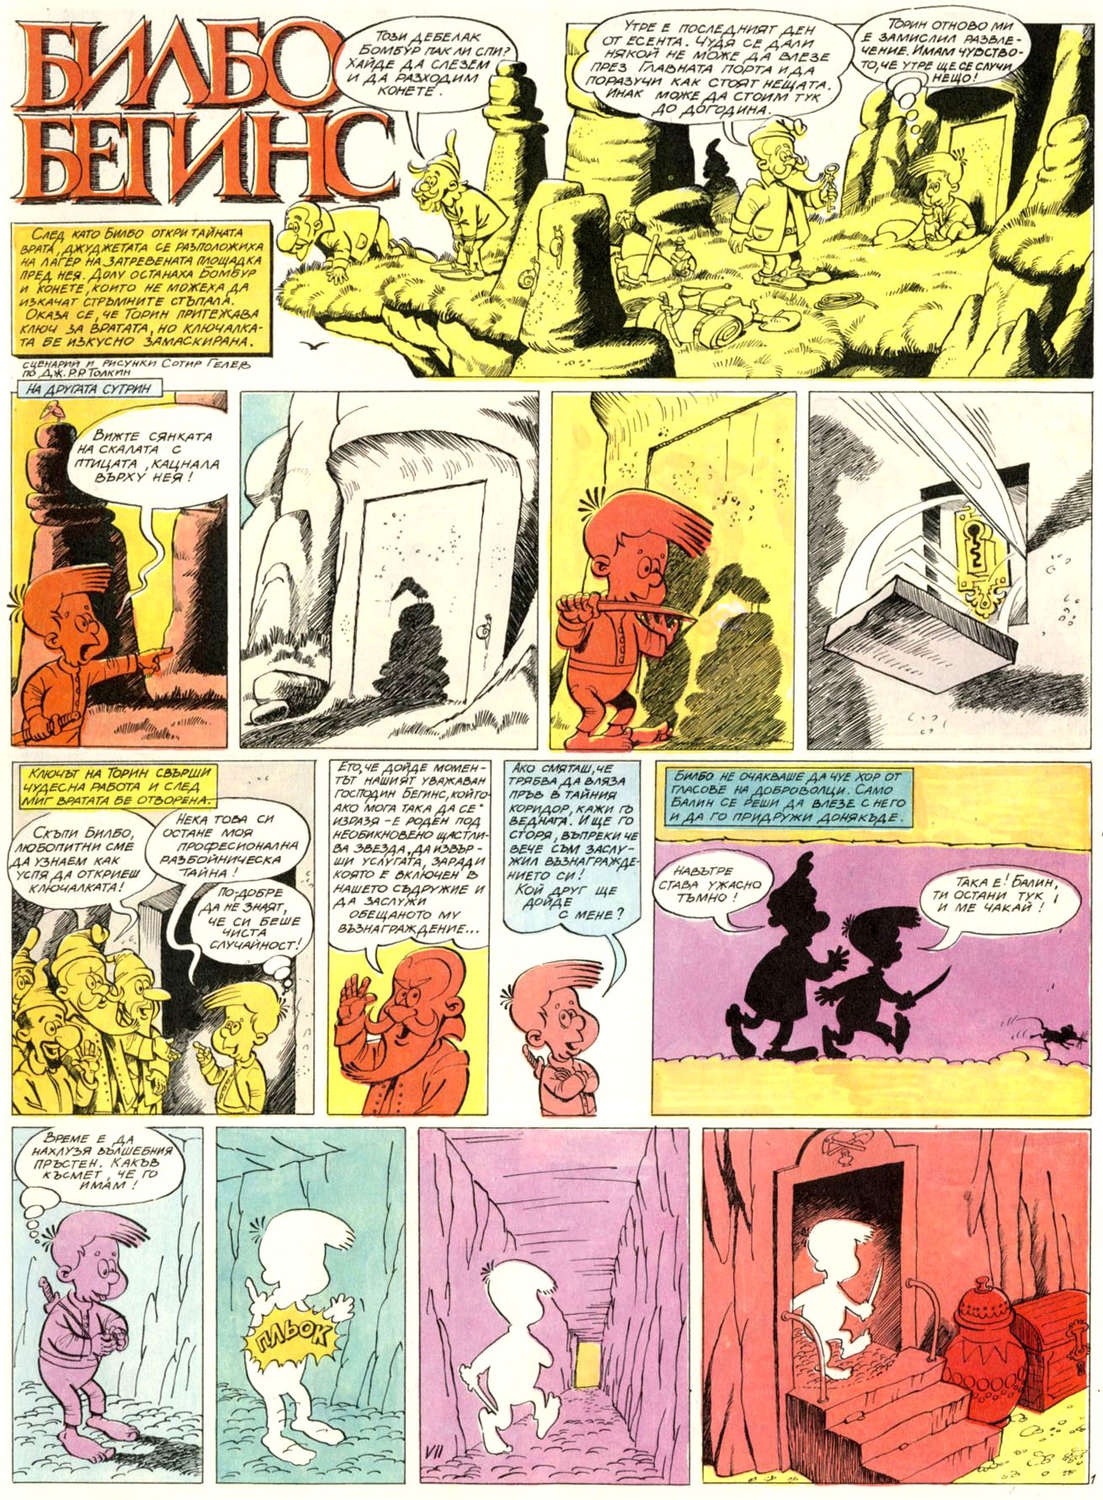 БИЛБО
БЕГИНС
ТОЗИ ДЕБЕЛАК
БОМБУР ПАК ЛИ СПИ?
ХАЙДЕ ДА СЛЕЗЕМ
И ДА РАЗХОДИМ
КОНЕТЕ.
УТРЕ Е ПОСЛЕДНИЯТ ДЕН
ОТ ЕСЕНТА. ЧУДЯ СЕ ДАЛИ
НЯКОЙ НЕ МОЖЕ ДА ВЛЕЗЕ
ПРЕЗ ГЛАВНАТА ПОРТА И ДА
ПОРАЗУЧИ КАК СТОЯТ НЕЩАТА.
ИНАК МОЖЕ ДА СТОИМ ТУК
ДО ДОГОДИНА.
ТОРИН ОТНОВО МИ
Е ЗАМИСЛИЛ РАЗВЛЕ-
ЧЕНИЕ. ИМАМ ЧУВСТВО-
ТО, ЧЕ УТРЕ ЩЕ СЕ СЛУЧИ
НЕЩО!
СЛЕД КАТО БИЛБО ОТКРИ ТАЙНАТА
ВРАТА, ДЖУДЖЕТАТА СЕ РАЗПОЛОЖИХА
НА ЛАГЕР НА ЗАТРЕВЕНАТА ПЛОЩАДКА
ПРЕД НЕЯ. ДОЛУ ОСТАНАХА БОМБУР
И КОНЕТЕ, КОИТО НЕ МОЖЕХА ДА
ИЗКАЧАТ СТРЪМНИТЕ СТЪПАЛА.
ОКАЗА СЕ, ЧЕ ТОРИН ПРИТЕЖАВА
КЛЮЧ ЗА ВРАТАТА, НО КЛЮЧАЛКА-
ТА БЕ ИЗКУСНО ЗАМАСКИРАНА.
СЦЕНАРИЙ И РИСУНКИ СОТИР ГЕЛЕВ
ПО ДЖ. Р.Р ТОЛКИН
НА ДРУГАТА СУТРИН
ВИЖТЕ СЯНКАТА
НА СКАЛАТА С
ПТИЦАТА, КАЦНАЛА
ВЪРХУ НЕЯ!
КЛЮЧЪТ НА ТОРИН СВЪРШИ
ЧУДЕСНА РАБОТА И СЛЕД
МИГ ВРАТАТА БЕ ОТВОРЕНА.
СКЪПИ БИЛБО,
ЛЮБОПИТНИ СМЕ
ДА УЗНАЕМ КАК
УСПЯ ДА ОТКРИЕШ
КЛЮЧАЛКАТА!
НЕКА ТОВА СИ
ОСТАНЕ МОЯ
ПРОФЕСИОНАЛНА
РАЗБОЙНИЧЕСКА
ТАЙНА!
ПО-ДОБРЕ
ДА НЕ ЗНАЯТ,
ЧЕ СИ БЕШЕ
ЧИСТА
СЛУЧАЙНОСТ!
ЕТО, ЧЕ ДОЙДЕ МОМЕН-
ТЪТ НАШИЯТ УВАЖАВАН
ГОСПОДИН БЕГИНС, КОЙТО-
АКО МОГА ТАКА ДА СЕ
ИЗРАЗЯ - Е РОДЕН ПОД
НЕОБИКНОВЕНО ЩАСТЛИ-
ВА ЗВЕЗДА, ДА ИЗВЪР-
ШИ УСЛУГАТА, ЗАРАДИ
КОЯТО Е ВКЛЮЧЕН В
НАШЕТО СЪДРУЖИЕ И
ДА ЗАСЛУЖИ
ОБЕЩАНОТО МУ
ВЪЗНАГРАЖДЕНИЕ...
АКО СМЯТАШ, ЧЕ
ТРЯБВА ДА ВЛЯЗА
ПРЪВ В ТАЙНИЯ
КОРИДОР, КАЖИ ГО
ВЕДНАГА. И ЩЕ ГО
СТОРЯ, ВЪПРЕКИ ЧЕ
ВЕЧЕ СЪМ ЗАСЛУ-
ЖИЛ ВЪЗНАГРАЖДЕ-
НИЕТО СИ!
КОЙ ДРУГ ЩЕ
ДОЙДЕ
С МЕНЕ?
БИЛБО НЕ ОЧАКВАШЕ ДА ЧУЕ ХОР ОТ
ГЛАСОВЕ НА ДОБРОВОЛЦИ. САМО
БАЛИН СЕ РЕШИ ДА ВЛЕЗЕ С НЕГО
И ДА ГО ПРИДРУЖИ ДОНЯКЪДЕ.
НАВЪТРЕ
СТАВА УЖАСНО
ТЪМНО!
ТАКА Е! БАЛИН,
ТИ ОСТАНИ ТУК
И МЕ ЧАКАЙ!
ВРЕМЕ Е ДА
НАХЛУЗЯ ВЪЛШЕБНИЯ
ПРЪСТЕН. КАКЪВ
КЪСМЕТ, ЧЕ ГО
ИМАМ!
ПЛЬОК
VII
1